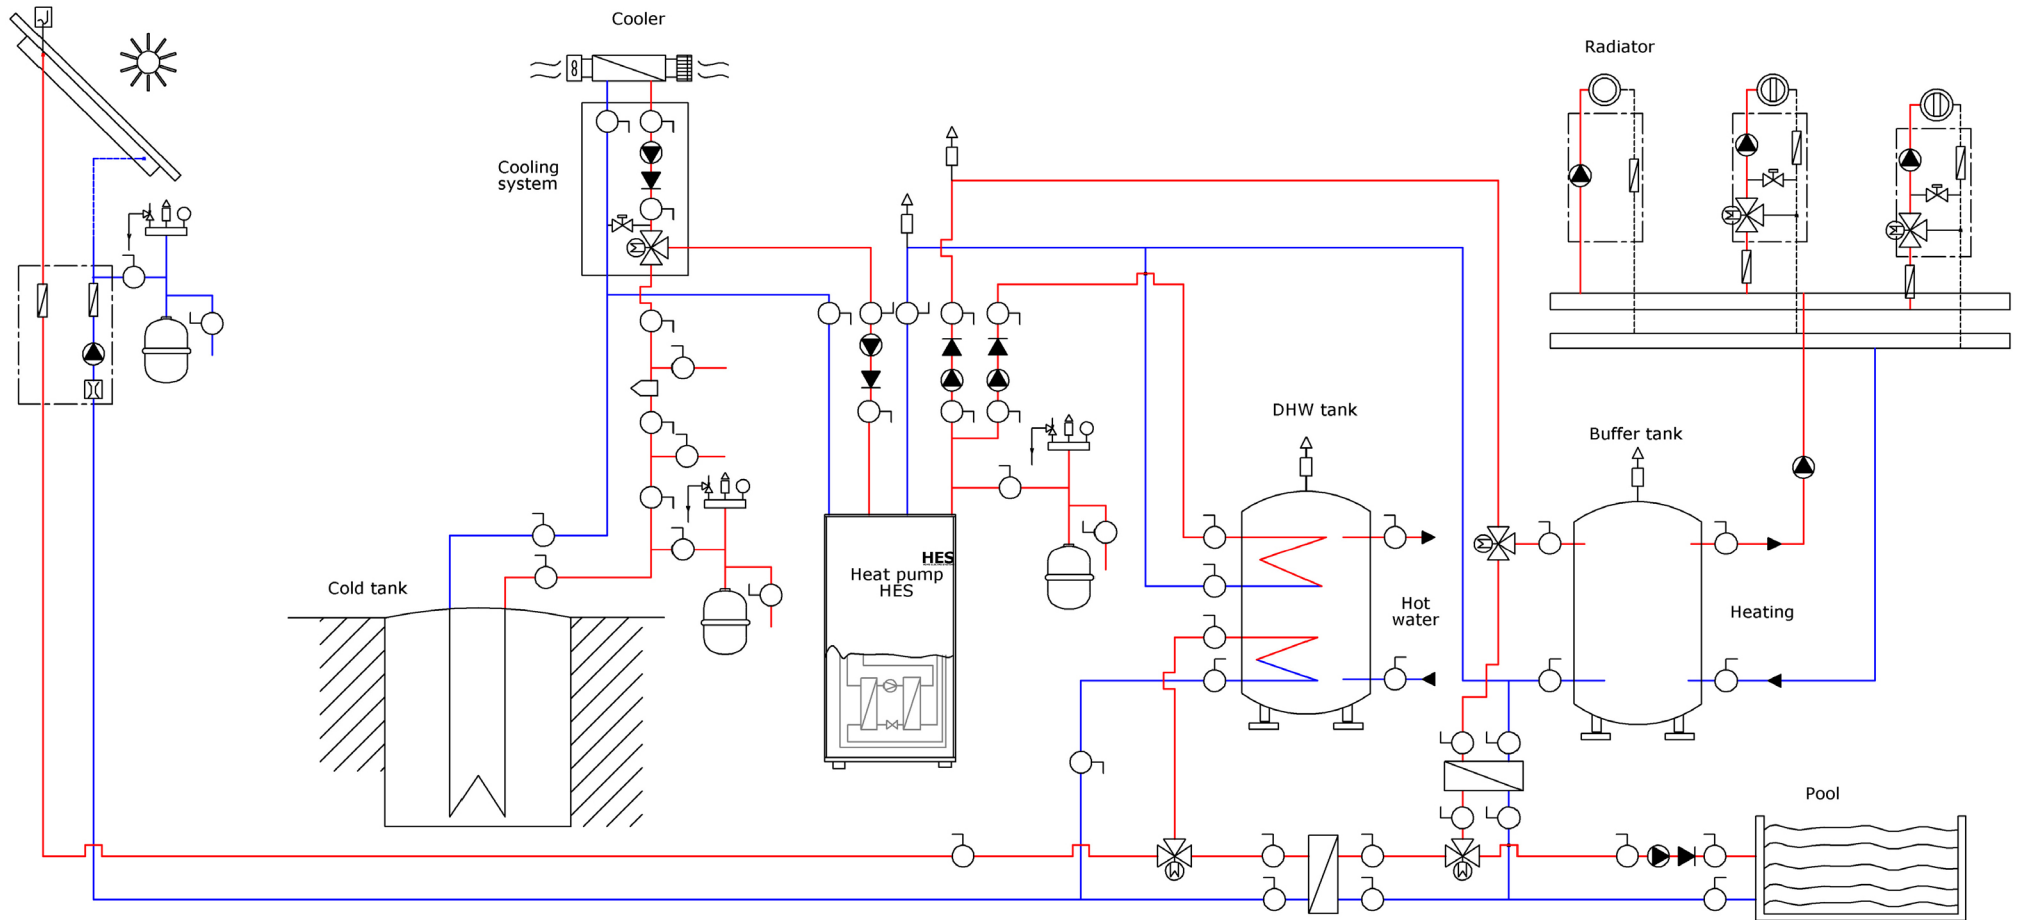 Cooler
Radiator
Cooling
system
DHW tank
Buffer tank
HES
Heat pump
HES
Cold tank
Hot
water
Heating
Pool